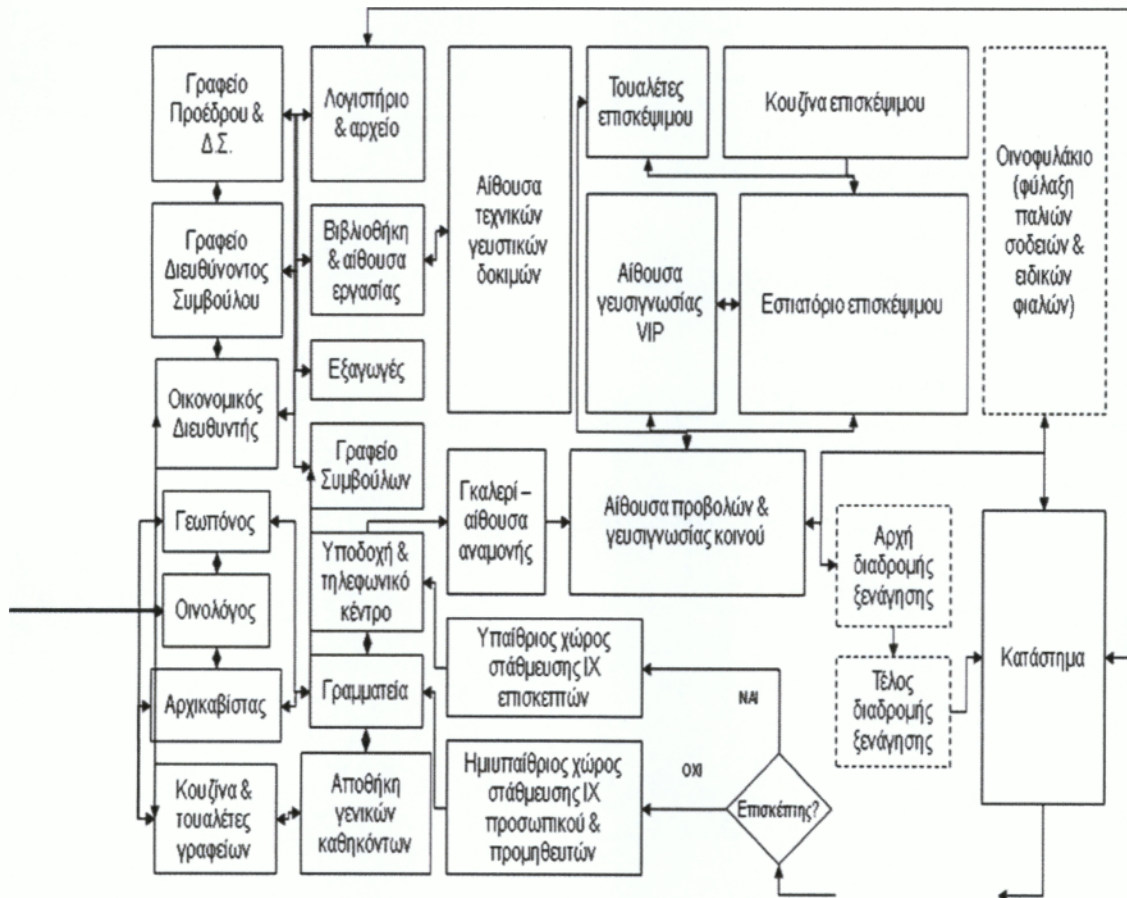 Γραφείο
Προέδρου &
Δ.Σ.
Λογιστήριο
& αρχείο
Αίθουσα
τεχνικών
γευστικών
δοκιμών
Τουαλέτες
επισκέψιμου
Κουζίνα επισκέψιμου
Οινοφυλάκιο
(φύλαξη
παλιών
σοδειών &
ειδικών
φιαλών)
Γραφείο
Διευθύνοντος
Συμβούλου
Βιβλιοθήκη
& αίθουσα
εργασίας
Αίθουσα
γευσιγνωσίας
VIP
Εστιατόριο επισκέψιμου
Οικονομικός
Διευθυντής
Εξαγωγές
Γραφείο
Συμβούλων
Γκαλερί –
αίθουσα
αναμονής
Αίθουσα προβολών &
γευσιγνωσίας κοινού
Γεωπόνος
Υποδοχή &
τηλεφωνικό
κέντρο
Αρχή
διαδρομής
ξενάγησης
Οινολόγος
Υπαίθριος χώρος
στάθμευσης ΙΧ
επισκεπτών
Κατάστημα
Αρχικαβίστας
Γραμματεία
ΝΑΙ
Τέλος
διαδρομής
ξενάγησης
Κουζίνα &
τουαλέτες
γραφείων
Αποθήκη
γενικών
καθηκόντων
Ημιυπαίθριος χώρος
στάθμευσης ΙΧ
προσωπικού &
προμηθευτών
ΟΧΙ
Επισκέπτης?